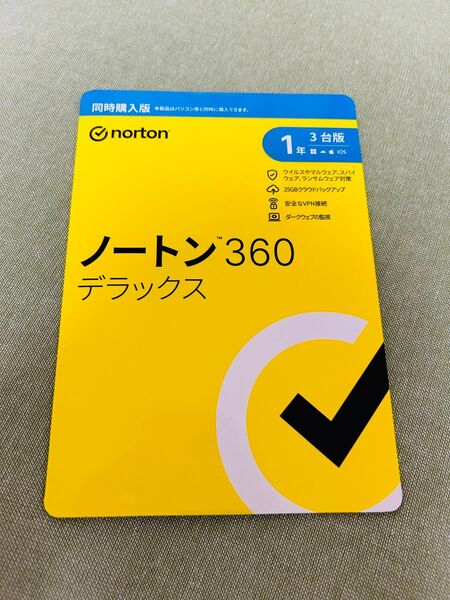 同時購入版 本製品はパソコン等と同時に購入できます。
norton
1年 3台版
iOS
ウイルスやマルウェア、スパイ
ウェア、ランサムウェア対策
25GBクラウドバックアップ
安全なVPN接続
ダークウェブの監視
ノートン™ 360
デラックス